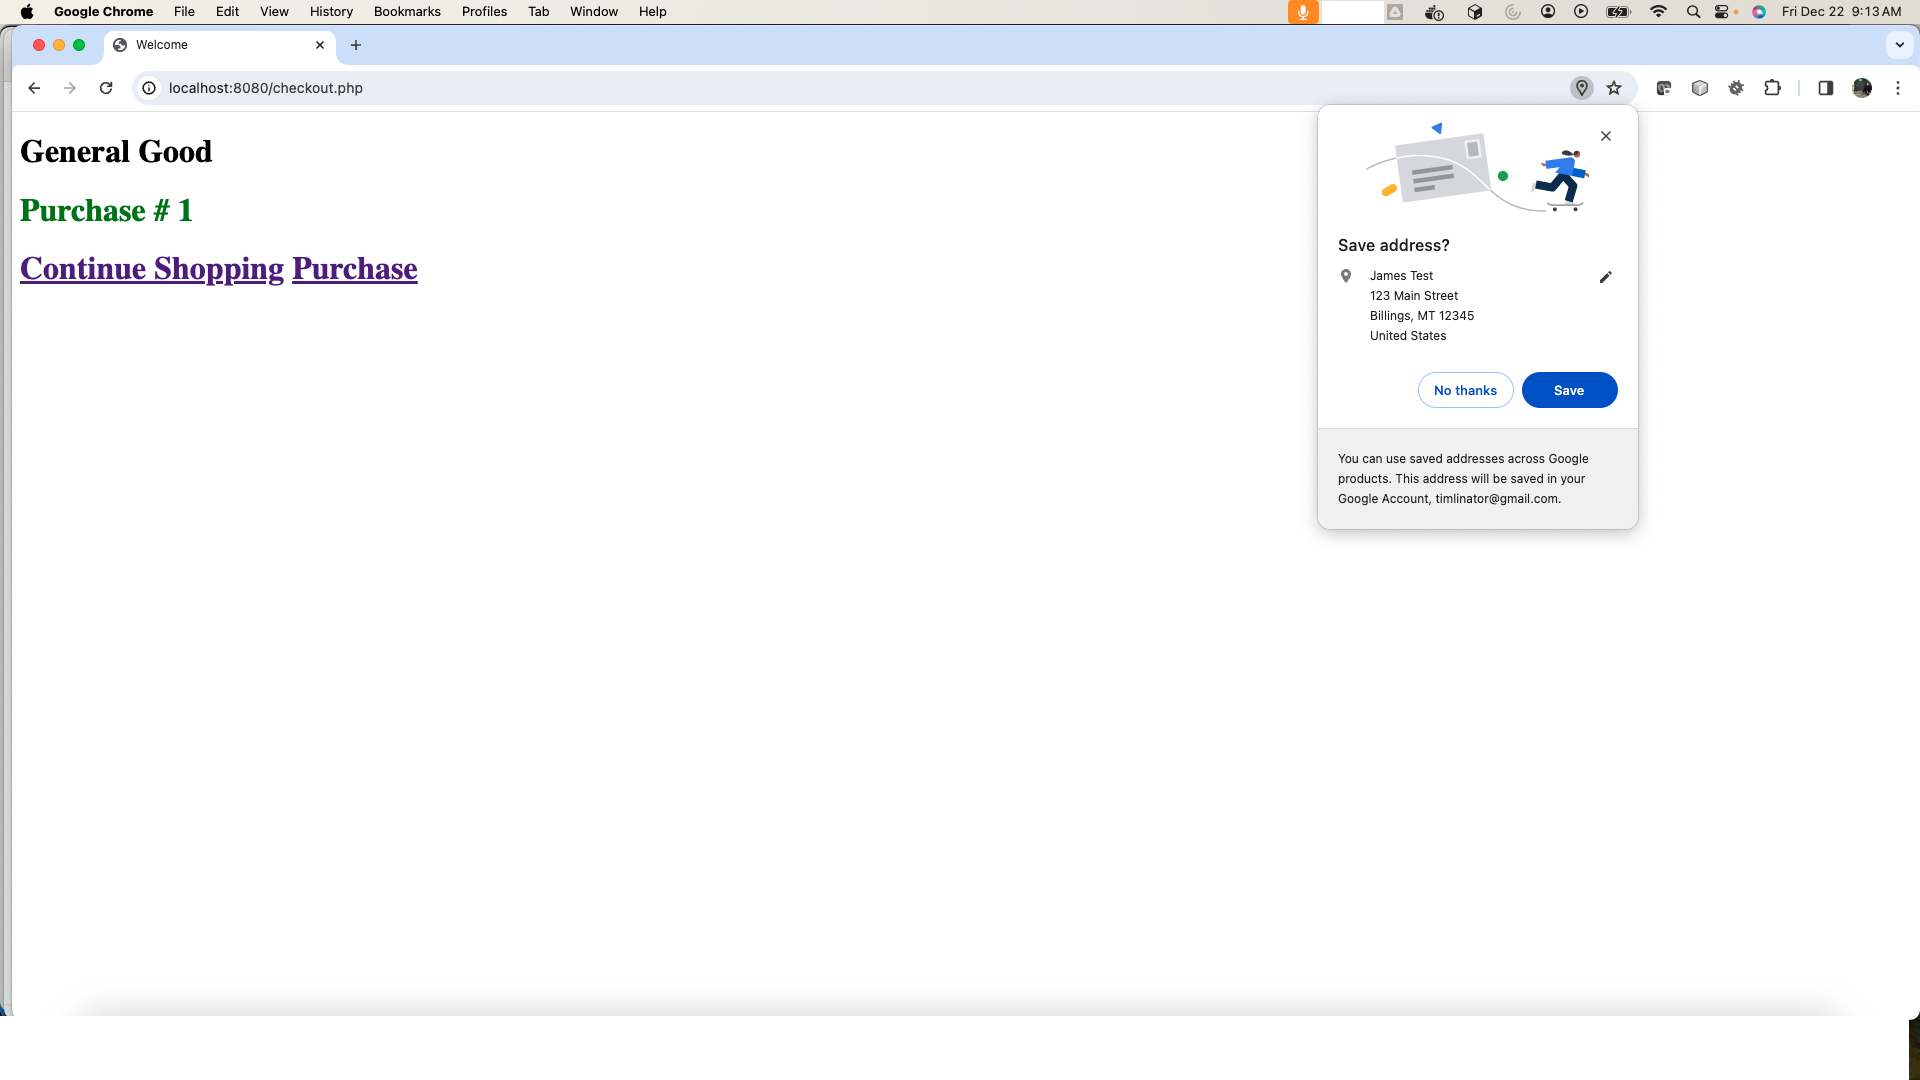 Google Chrome File Edit View History Bookmarks Profiles Tab Window Help Fri Dec 22 9:13 AM
Welcome
localhost:8080/checkout.php
General Good
Purchase # 1
Continue Shopping Purchase
Save address?
James Test
123 Main Street
Billings, MT 12345
United States
No thanks Save
You can use saved addresses across Google
products. This address will be saved in your
Google Account, timlinator@gmail.com.